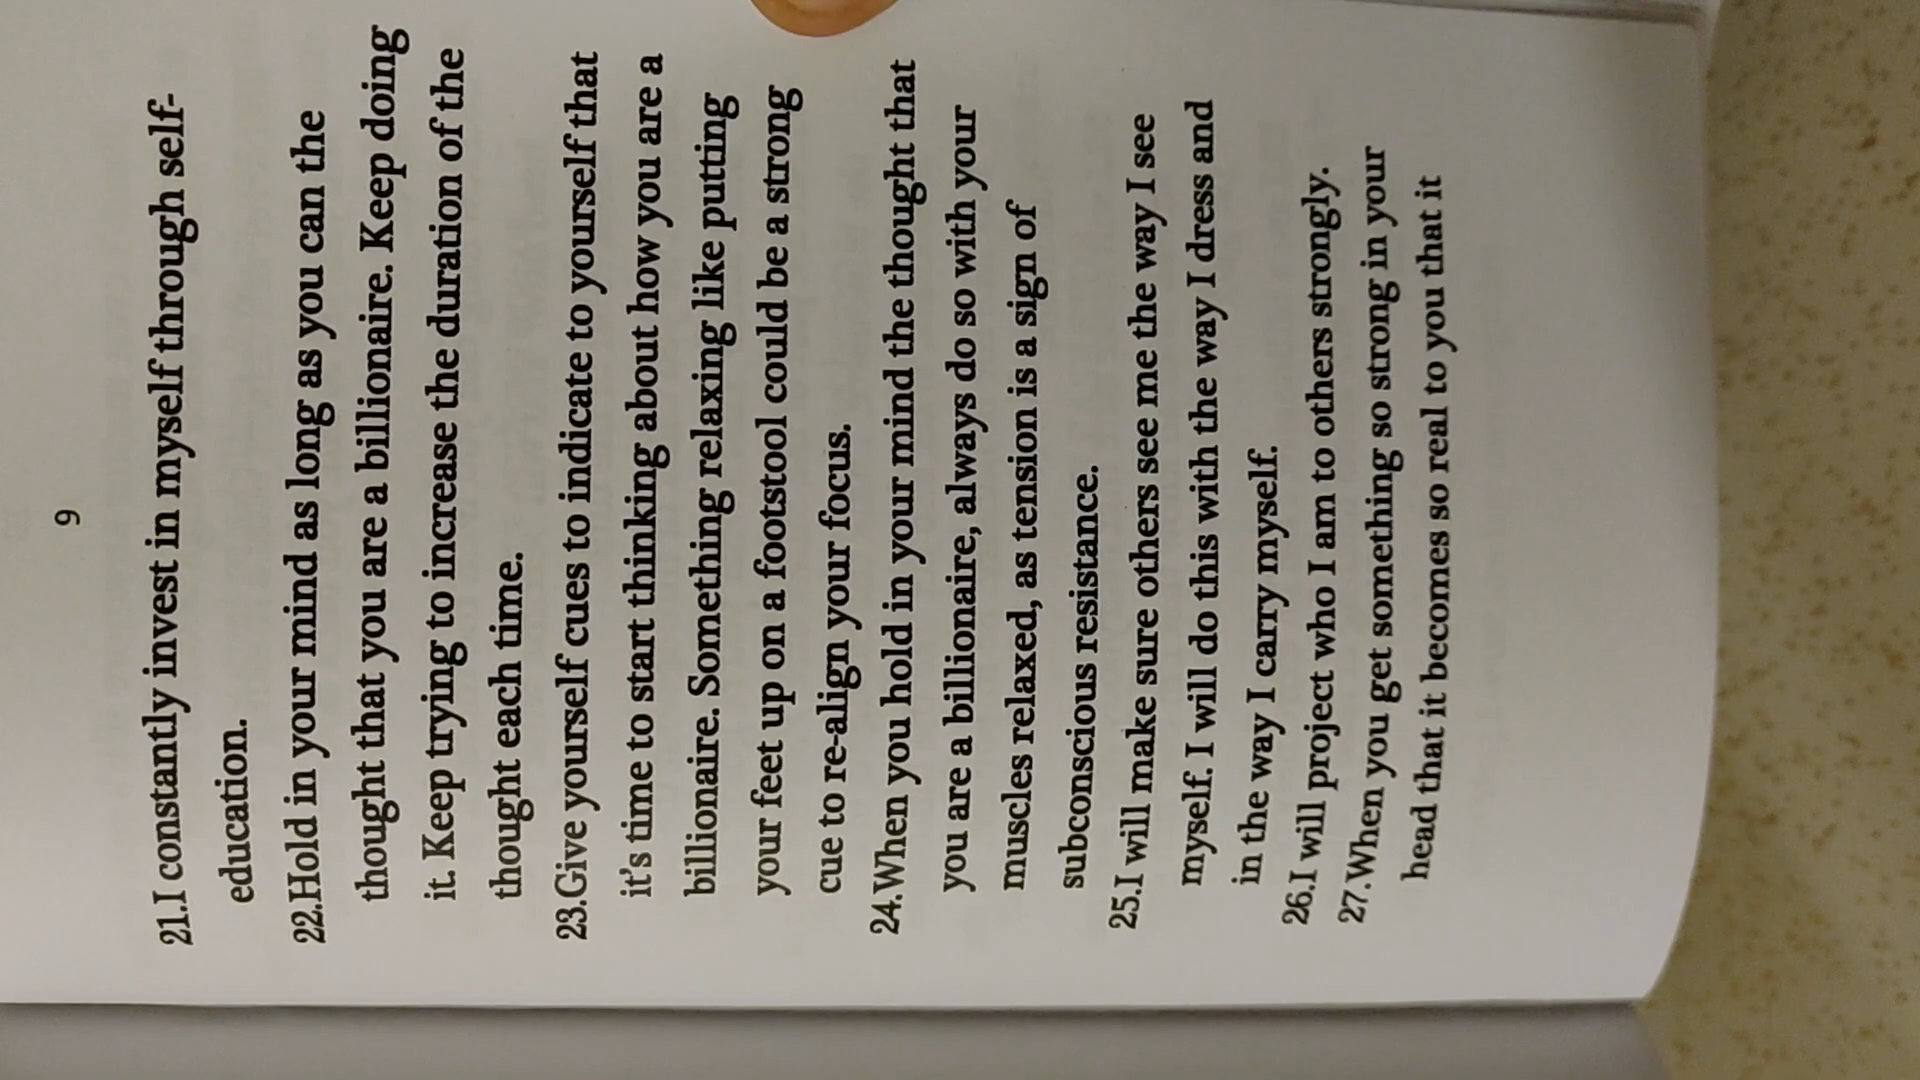 9
21.I constantly invest in myself through self-
education.
22.Hold in your mind as long as you can the
thought that you are a billionaire. Keep doing
it. Keep trying to increase the duration of the
thought each time.
23.Give yourself cues to indicate to yourself that
it's time to start thinking about how you are a
billionaire. Something relaxing like putting
your feet up on a footstool could be a strong
cue to re-align your focus.
24.When you hold in your mind the thought that
you are a billionaire, always do so with your
muscles relaxed, as tension is a sign of
subconscious resistance.
25.I will make sure others see me the way I see
myself. I will do this with the way I dress and
in the way I carry myself.
26.I will project who I am to others strongly.
27.When you get something so strong in your
head that it becomes so real to you that it